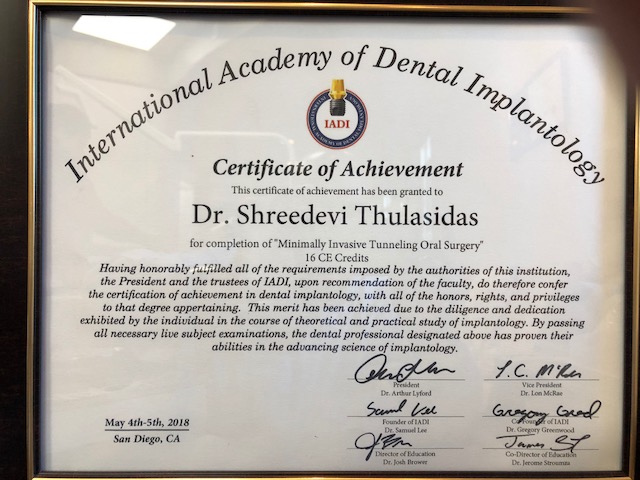 International Academy of Dental Implantology
IADI
Certificate of Achievement
This certificate of achievement has been granted to
Dr. Shreedevi Thulasidas
for completion of "Minimally Invasive Tunneling Oral Surgery"
16 CE Credits
Having honorably fulfilled all of the requirements imposed by the authorities of this institution,
the President and the trustees of IADI, upon recommendation of the faculty, do therefore confer
the certification of achievement in dental implantology, with all of the honors, rights, and privileges
to that degree appertaining. This merit has been achieved due to the diligence and dedication
exhibited by the individual in the course of theoretical and practical study of implantology. By passing
all necessary live subject examinations, the dental professional designated above has proven their
abilities in the advancing science of implantology.
President
Dr. Arthur Lyford
Vice President
Dr. Lon McRae
Founder of IADI
Dr. Samuel Lee
Co-Founder of IADI
Dr. Gregory Greenwood
Director of Education
Dr. Josh Brower
Co-Director of Education
Dr. Jerome Stroumza
May 4th-5th, 2018
San Diego, CA